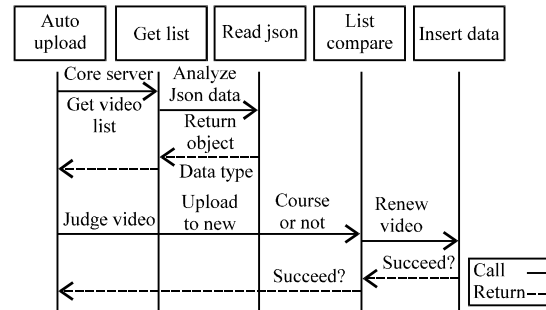 Auto
upload
Get list
Read json
List
compare
Insert data
Core server
Get video
list
Analyze
Json data
Return
object
Data type
Judge video
Upload
to new
Course
or not
Renew
video
Succeed?
Succeed?
Call
Return